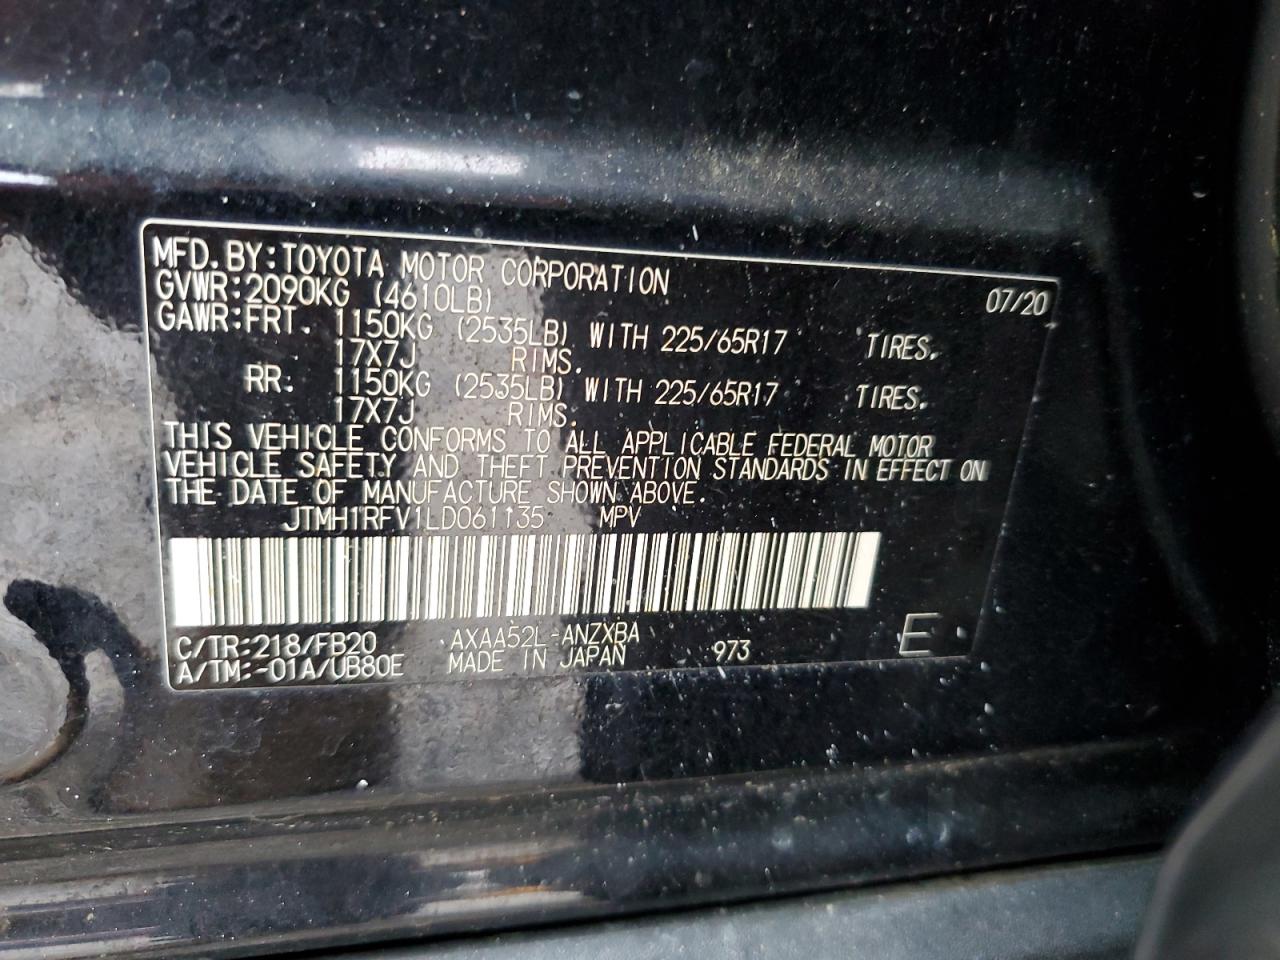 MFD. BY: TOYOTA MOTOR CORPORATION 07/20
GVWR: 2090KG (4610LB)
GAWR: FRT. 1150KG (2535LB) WITH 225/65R17 TIRES,
17X7J RIMS.
RR. 1150KG (2535LB) WITH 225/65R17 TIRES,
17X7J RIMS.
THIS VEHICLE CONFORMS TO ALL APPLICABLE FEDERAL MOTOR
VEHICLE SAFETY AND THEFT PREVENTION STANDARDS IN EFFECT ON
THE DATE OF MANUFACTURE SHOWN ABOVE.
JTMH1RFV1LD061135 MPV
C/TR:218/FB20 AXAA52L-ANZXBA 973 E
A/TM:-01A/UB80E MADE IN JAPAN